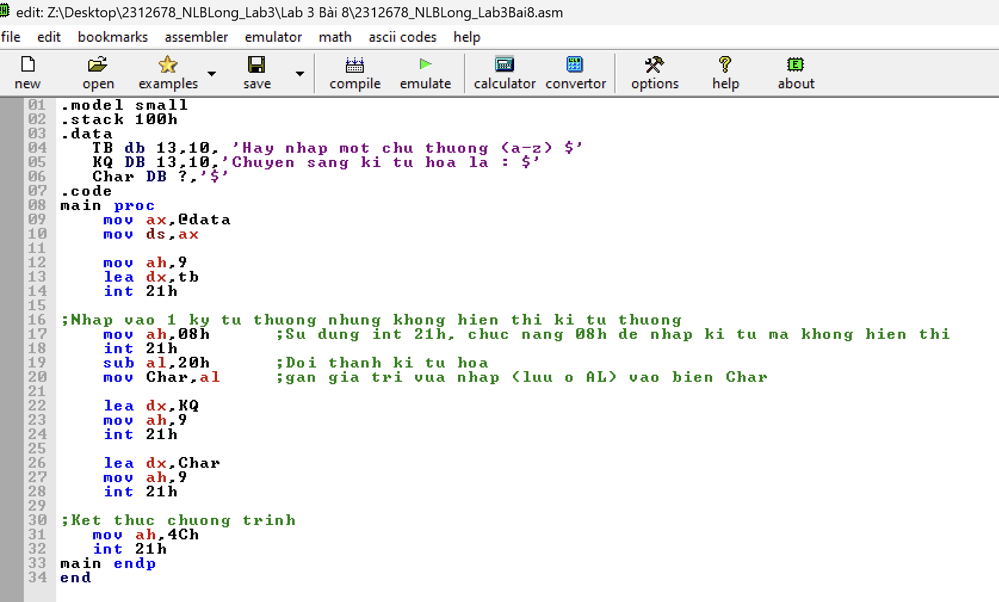 edit: Z:\Desktop\2312678_NLBLong_Lab3\Lab 3 Bài 8\2312678_NLBLong_Lab3Bai8.asm
file edit bookmarks assembler emulator math ascii codes help
new open examples save compile emulate calculator convertor options help about
01 .model small
02 .stack 100h
03 .data
04 TB db 13,10, 'Hay nhap mot chu thuong (a-z) $'
05 KQ DB 13,10,'Chuyen sang ki tu hoa la : $'
06 Char DB ?,'$'
07 .code
08 main proc
09 mov ax,@data
10 mov ds,ax
11
12 mov ah,9
13 lea dx,tb
14 int 21h
15
16 ;Nhap vao 1 ky tu thuong nhung khong hien thi ki tu thuong
17 mov ah,08h ;Su dung int 21h, chuc nang 08h de nhap ki tu ma khong hien thi
18 int 21h
19 sub al,20h ;Doi thanh ki tu hoa
20 mov Char,al ;gan gia tri vua nhap (luu o AL) vao bien Char
21
22 lea dx,KQ
23 mov ah,9
24 int 21h
25
26 lea dx,Char
27 mov ah,9
28 int 21h
29
30 ;Ket thuc chuong trinh
31 mov ah,4Ch
32 int 21h
33 main endp
34 end